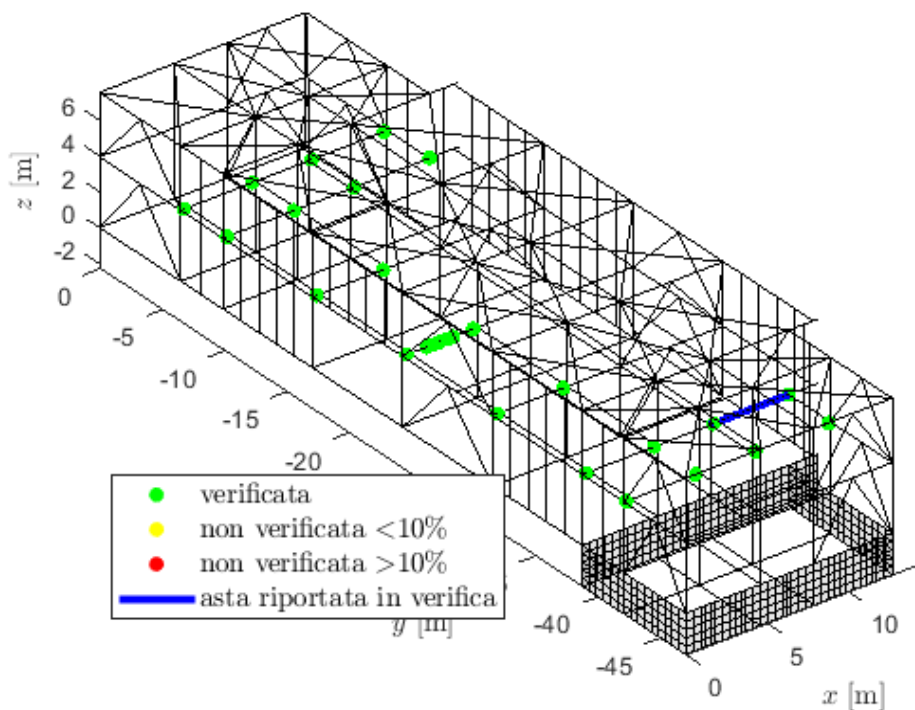 6
4
2
0
-2
z [m]
0
-5
-10
-15
-20
verificata
non verificata <10%
non verificata >10%
asta riportata in verifica
y [m]
-40
-45
0
5
10
x [m]